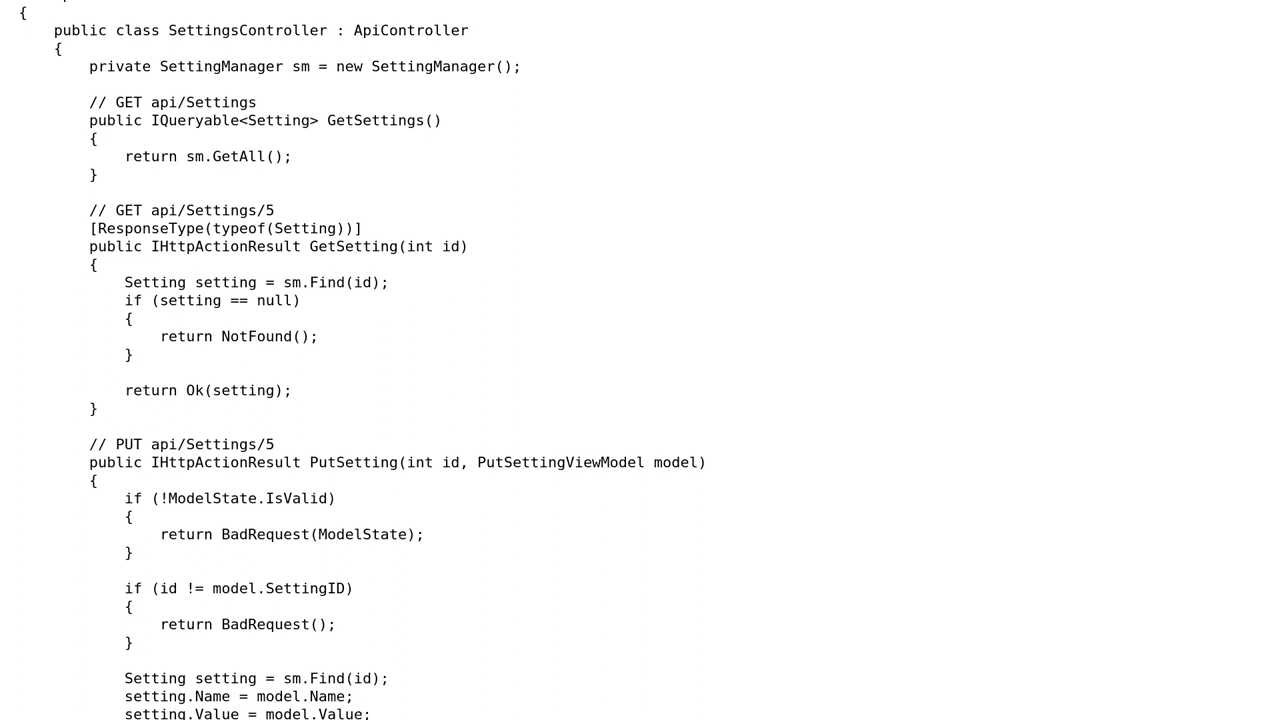 {
    public class SettingsController : ApiController
    {
        private SettingManager sm = new SettingManager();

        // GET api/Settings
        public IQueryable<Setting> GetSettings()
        {
            return sm.GetAll();
        }

        // GET api/Settings/5
        [ResponseType(typeof(Setting))]
        public IHttpActionResult GetSetting(int id)
        {
            Setting setting = sm.Find(id);
            if (setting == null)
            {
                return NotFound();
            }

            return Ok(setting);
        }

        // PUT api/Settings/5
        public IHttpActionResult PutSetting(int id, PutSettingViewModel model)
        {
            if (!ModelState.IsValid)
            {
                return BadRequest(ModelState);
            }

            if (id != model.SettingID)
            {
                return BadRequest();
            }

            Setting setting = sm.Find(id);
            setting.Name = model.Name;
            setting.Value = model.Value;